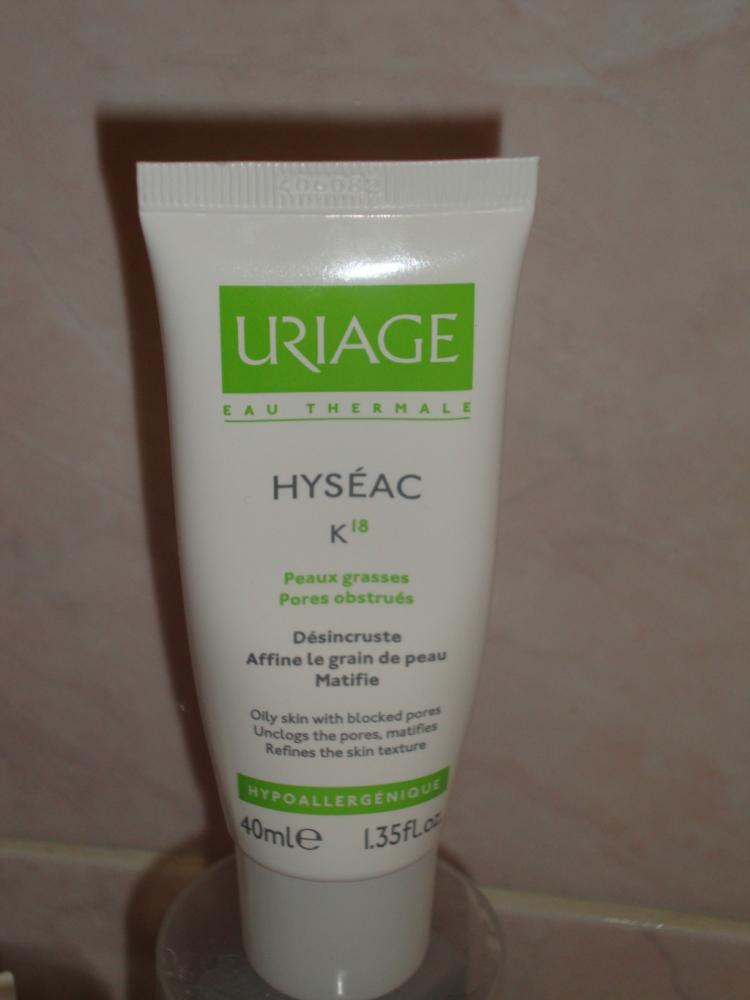 URIAGE
EAU THERMALE
HYSÉAC
K18
Peaux grasses
Pores obstrués
Désincruste
Affine le grain de peau
Matifie
Oily skin with blocked pores
Unclogs the pores, matifies
Refines the skin texture
HYPOALLERGÉNIQUE
40ml℮ 1.35fl.oz.